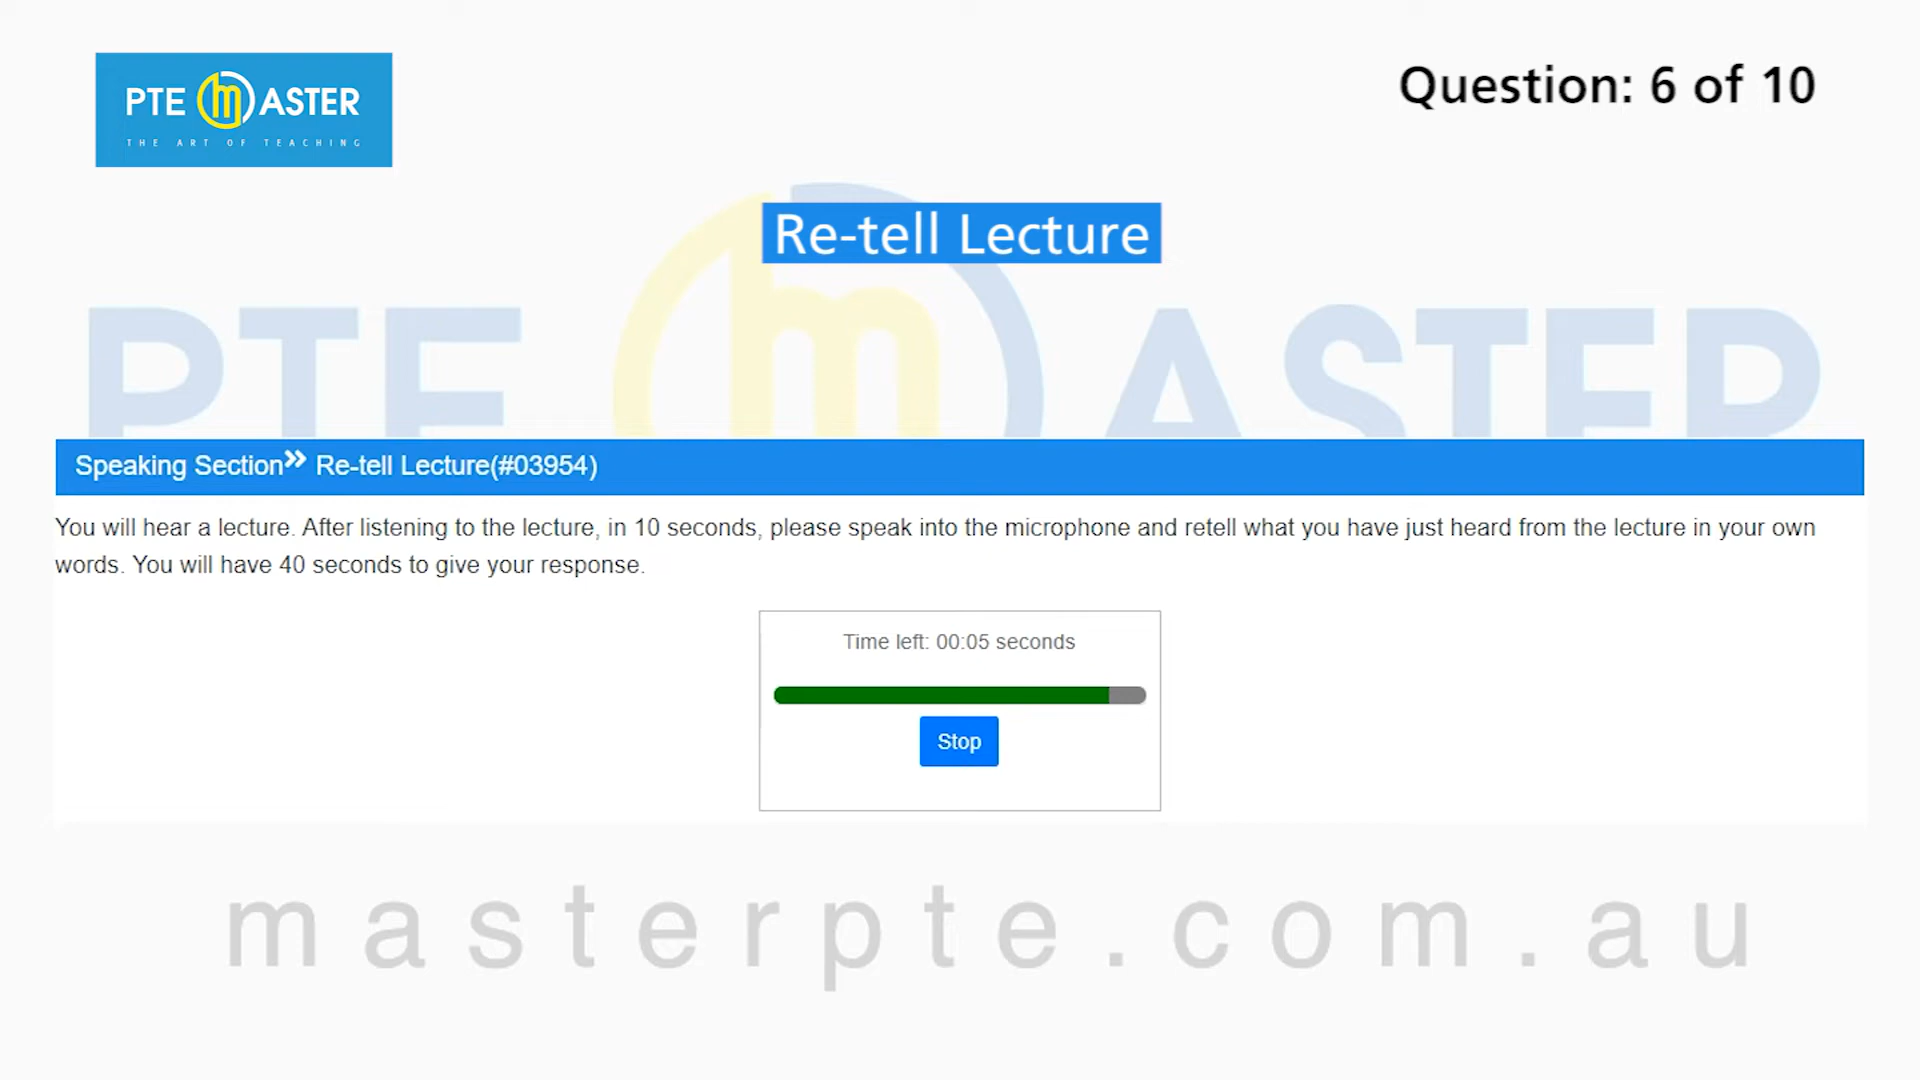 PTE MASTER
THE ART OF TEACHING
Question: 6 of 10
Re-tell Lecture
PTE MASTER
Speaking Section» Re-tell Lecture(#03954)
You will hear a lecture. After listening to the lecture, in 10 seconds, please speak into the microphone and retell what you have just heard from the lecture in your own
words. You will have 40 seconds to give your response.
Time left: 00:05 seconds
Stop
masterpte.com.au